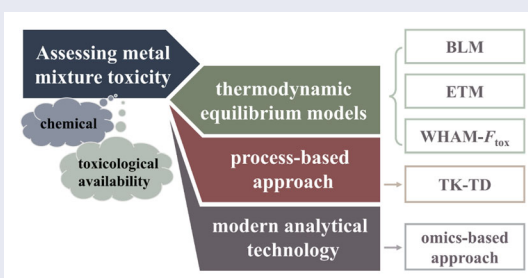 Assessing metal
mixture toxicity
chemical
toxicological
availability
thermodynamic
equilibrium models
process-based
approach
modern analytical
technology
BLM
ETM
WHAM-Ftox
TK-TD
omics-based
approach